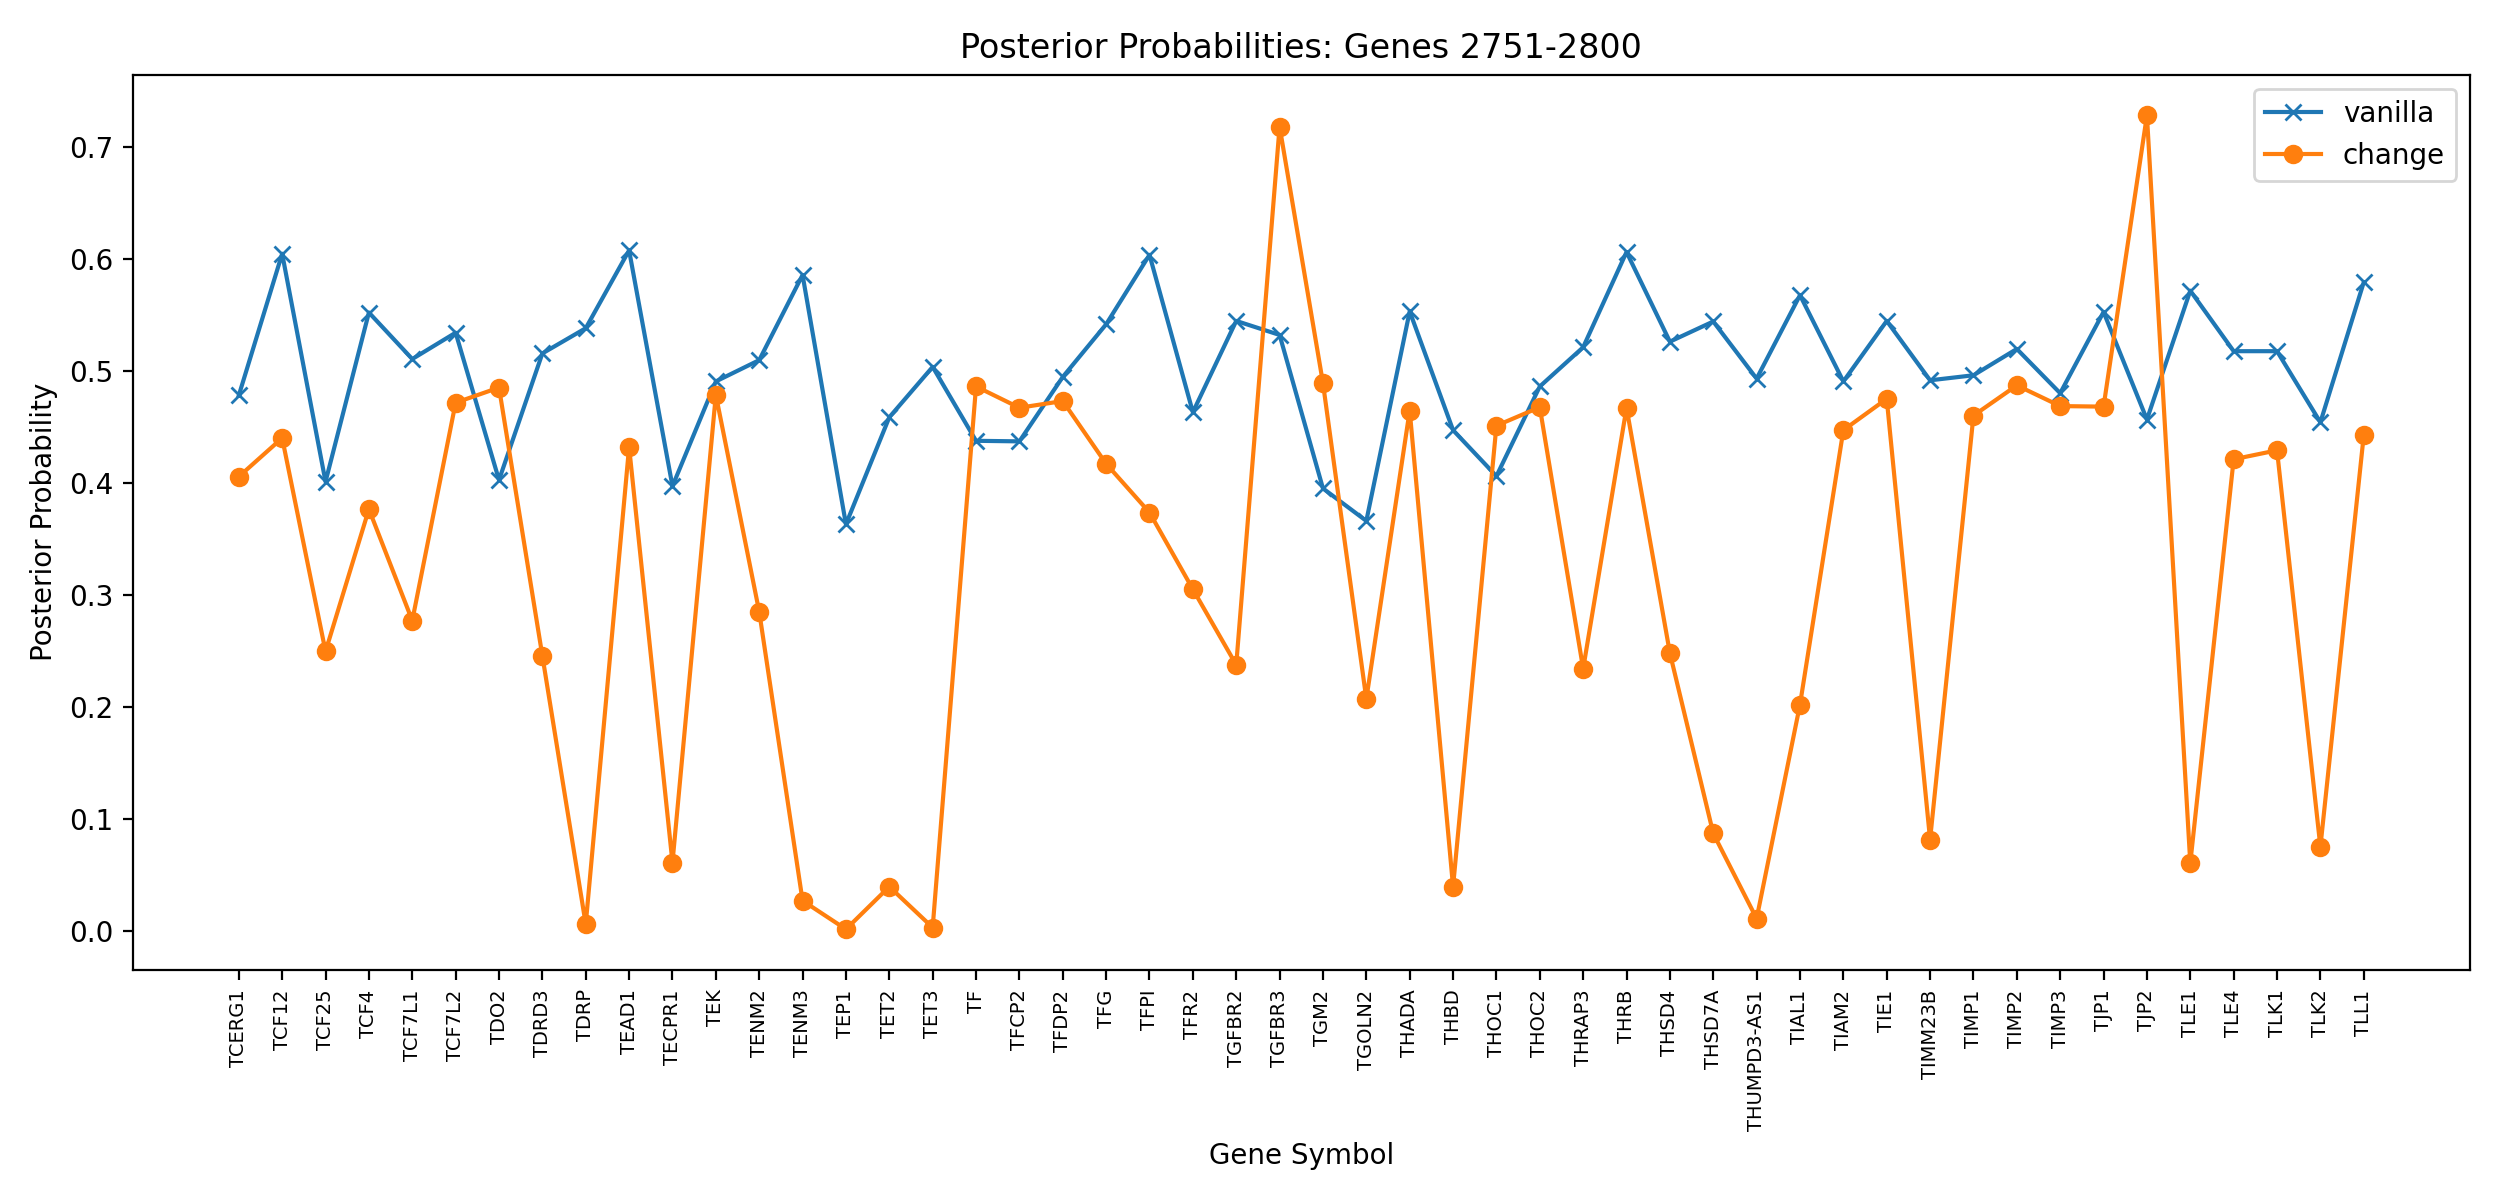 Posterior Probabilities: Genes 2751-2800
vanilla
change
Posterior Probability
0.7
0.6
0.5
0.4
0.3
0.2
0.1
0.0
TCERG1
TCF12
TCF25
TCF4
TCF7L1
TCF7L2
TDO2
TDRD3
TDRP
TEAD1
TECPR1
TEK
TENM2
TENM3
TEP1
TET2
TET3
TF
TFCP2
TFDP2
TFG
TFPI
TFR2
TGFBR2
TGFBR3
TGM2
TGOLN2
THADA
THBD
THOC1
THOC2
THRAP3
THRB
THSD4
THSD7A
THUMPD3-AS1
TIAL1
TIAM2
TIE1
TIMM23B
TIMP1
TIMP2
TIMP3
TJP1
TJP2
TLE1
TLE4
TLK1
TLK2
TLL1
Gene Symbol